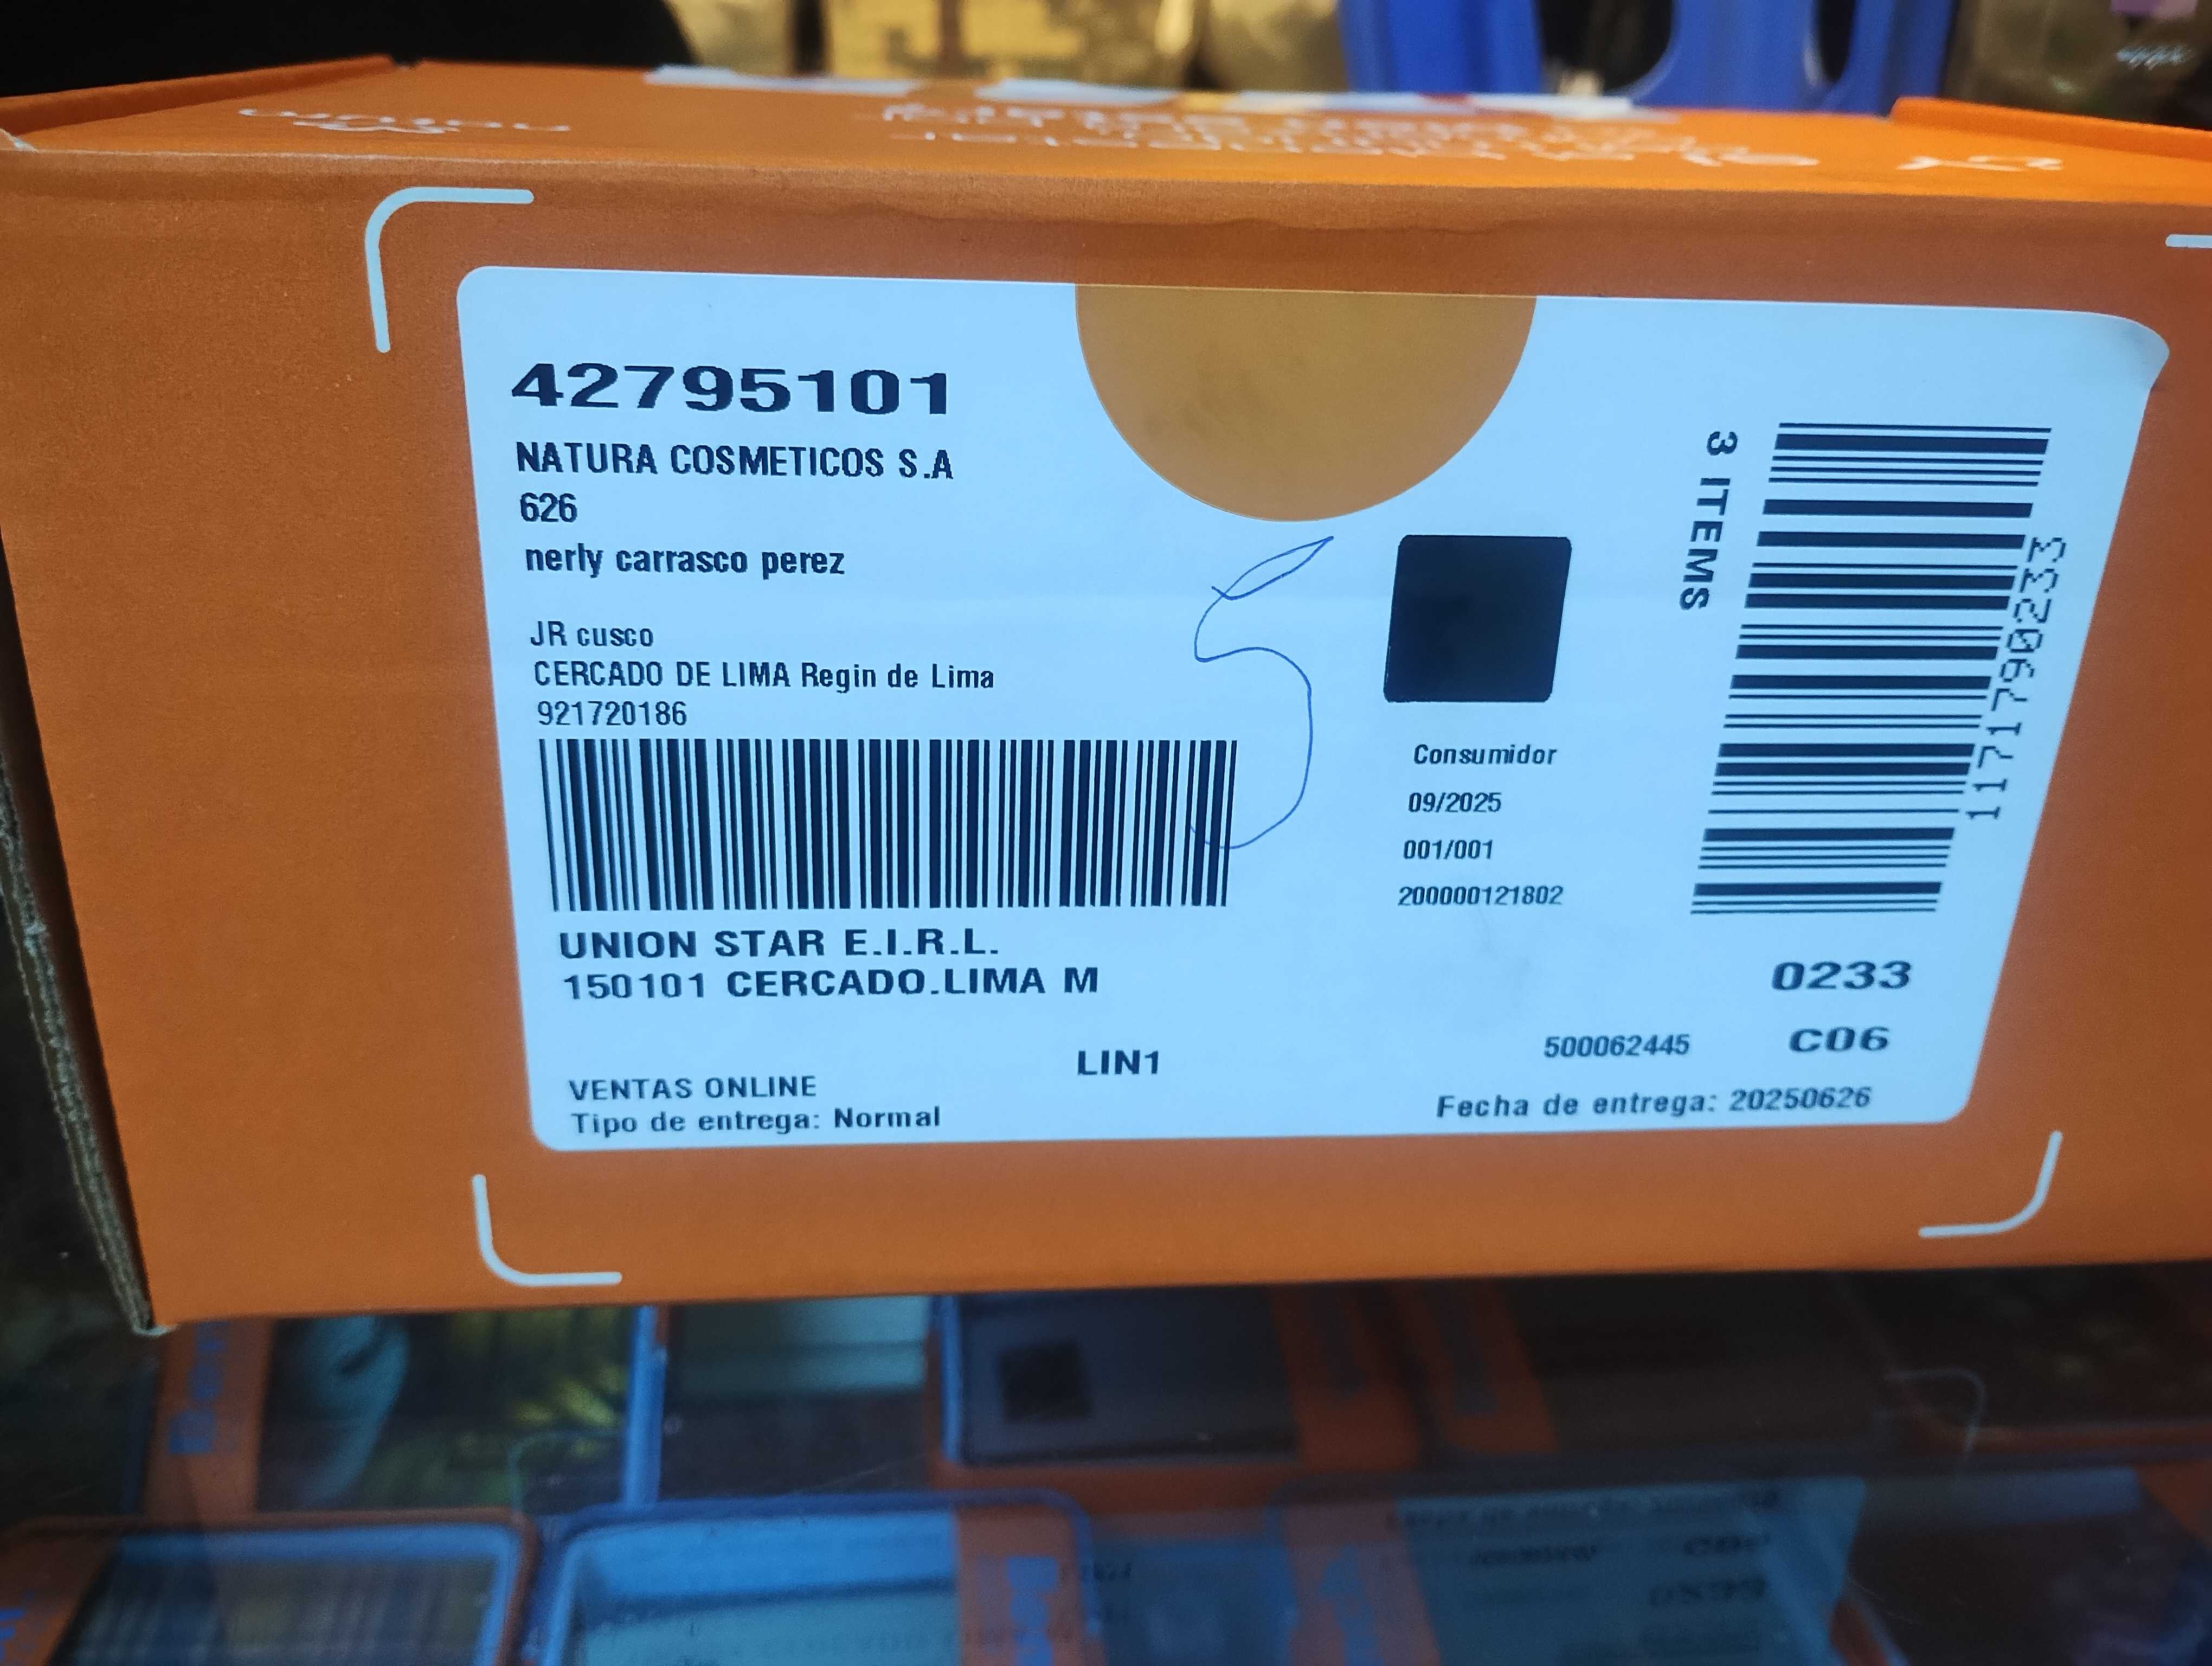 42795101
NATURA COSMETICOS S.A
626
nerly carrasco perez
JR cusco
CERCADO DE LIMA Regin de Lima
921720186
UNION STAR E.I.R.L.
150101 CERCADO.LIMA M
LIN1
VENTAS ONLINE
Tipo de entrega: Normal
5
Consumidor
09/2025
001/001
200000121802
3 ITEMS
11717990233
0233
500062445 C06
Fecha de entrega: 20250626